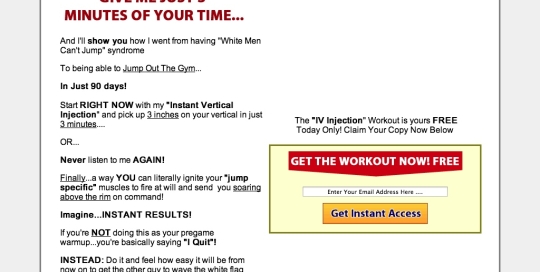 GIVE ME JUST 5
MINUTES OF YOUR TIME...
And I'll show you how I went from having "White Men
Can't Jump" syndrome
To being able to Jump Out The Gym...
In Just 90 days!
Start RIGHT NOW with my "Instant Vertical
Injection" and pick up 3 inches on your vertical in just
3 minutes....
OR...
Never listen to me AGAIN!
Finally...a way YOU can literally ignite your "jump
specific" muscles to fire at will and send you soaring
above the rim on command!
Imagine...INSTANT RESULTS!
If you're NOT doing this as your pregame
warmup...you're basically saying "I Quit"!
INSTEAD: Do it and feel how easy it will be from
now on to get the other guy to wave the white flag
The "IV Injection" Workout is yours FREE
Today Only! Claim Your Copy Now Below
GET THE WORKOUT NOW! FREE
Enter Your Email Address Here ....
Get Instant Access